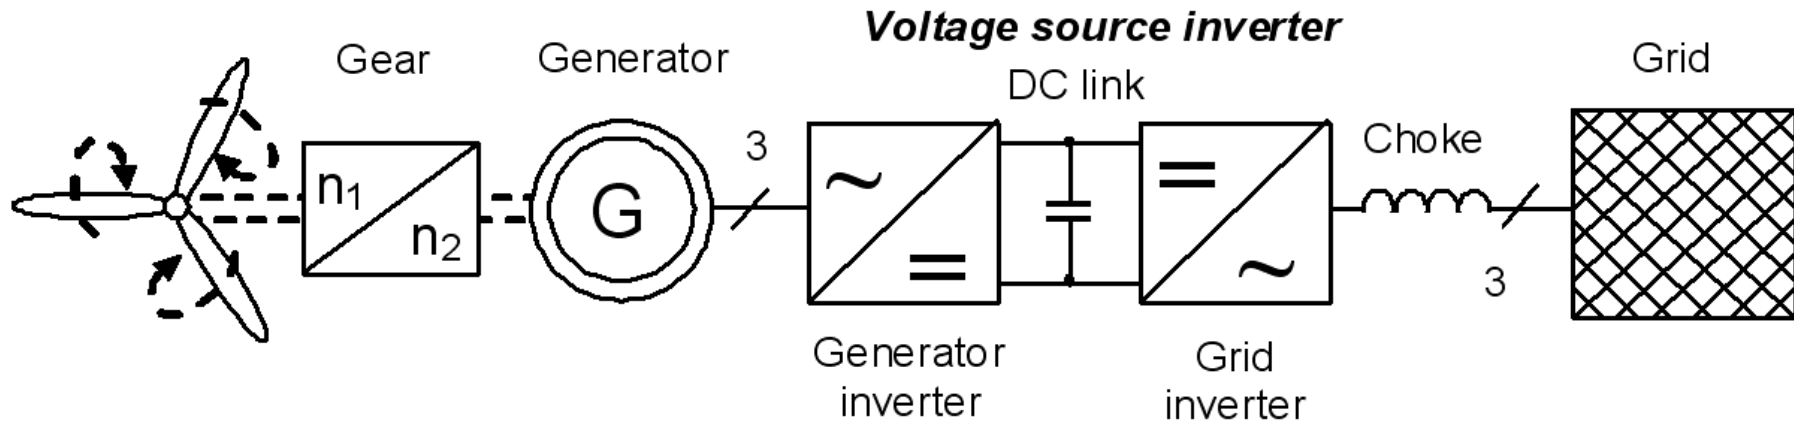 Voltage source inverter
Gear
Generator
DC link
Grid
3
Choke
n1
n2
G
~
=
=
~
3
Generator
inverter
Grid
inverter